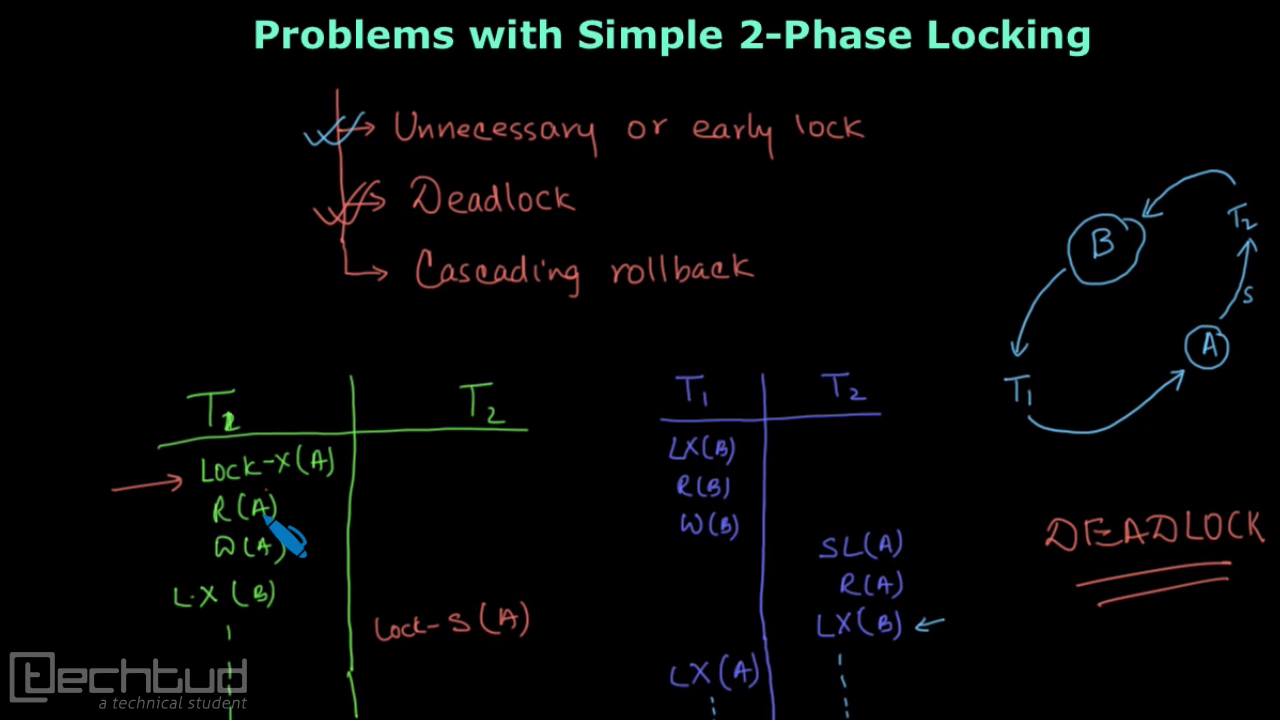 Problems with Simple 2-Phase Locking
Unnecessary or early lock
Deadlock
Cascading rollback
B
T2
S
A
T1
T1 T2
Lock-X(A)
R(A)
W(A)
L.X(B)
Lock-S(A)
T1 T2
LX(B)
R(B)
W(B)
SL(A)
R(A)
LX(B)
LX(A)
DEADLOCK
techtud
a technical student